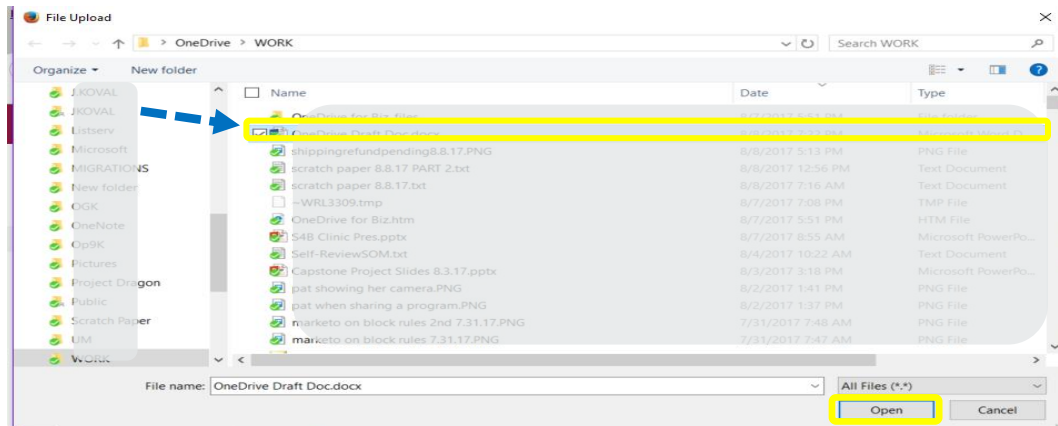 File Upload
OneDrive > WORK
Search WORK
Organize
New folder
Name
Date
Type
J.KOVAL
OneDrive for Biz_files
8/7/2017 5:51 PM
File folder
JKOVAL
OneDrive Draft Doc.docx
8/8/2017 7:22 PM
Microsoft Word D...
Listserv
shippingrefundpending8.8.17.PNG
8/8/2017 5:13 PM
PNG File
Microsoft
scratch paper 8.8.17 PART 2.txt
8/8/2017 12:56 PM
Text Document
MIGRATIONS
scratch paper 8.8.17.txt
8/8/2017 7:16 AM
Text Document
New folder
~WRL3309.tmp
8/7/2017 7:08 PM
TMP File
OGK
OneDrive for Biz.htm
8/7/2017 5:51 PM
HTM File
OneNote
S4B Clinic Pres.pptx
8/7/2017 8:55 AM
Microsoft PowerPo...
Op9K
Self-ReviewSOM.txt
8/4/2017 10:22 AM
Text Document
Pictures
Capstone Project Slides 8.3.17.pptx
8/3/2017 3:18 PM
Microsoft PowerPo...
Project Dragon
pat showing her camera.PNG
8/2/2017 1:41 PM
PNG File
Public
pat when sharing a program.PNG
8/2/2017 1:37 PM
PNG File
Scratch Paper
marketo on block rules 2nd 7.31.17.PNG
7/31/2017 7:48 AM
PNG File
UM
marketo on block rules 7.31.17.PNG
7/31/2017 7:47 AM
PNG File
WORK
File name: OneDrive Draft Doc.docx
All Files (*.*)
Open
Cancel